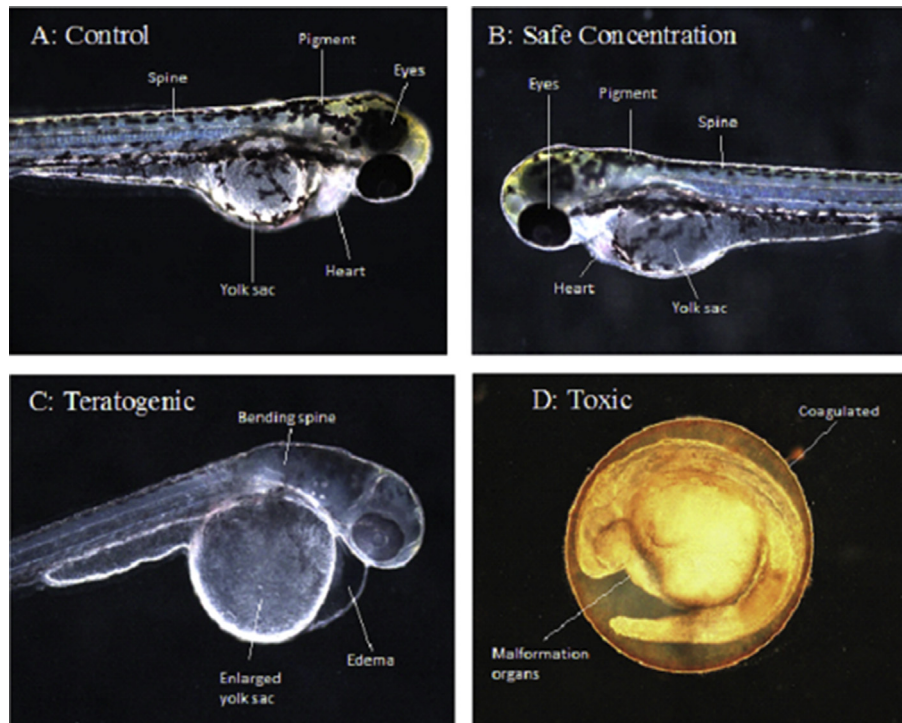 A: Control
Pigment
Eyes
Spine
Heart
Yolk sac
B: Safe Concentration
Eyes
Pigment
Spine
Heart
Yolk sac
C: Teratogenic
Bending spine
Edema
Enlarged
yolk sac
D: Toxic
Coagulated
Malformation
organs